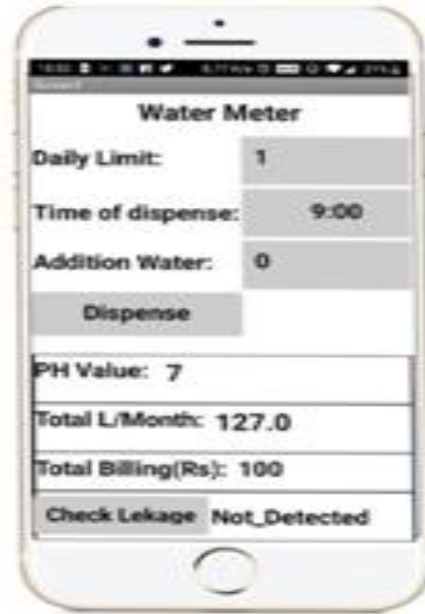 Water Meter
Daily Limit: 1
Time of dispense: 9:00
Addition Water: 0
Dispense
PH Value: 7
Total L/Month: 127.0
Total Billing(Rs): 100
Check Lekage Not_Detected